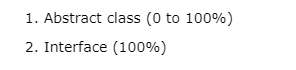 1. Abstract class (0 to 100%)
2. Interface (100%)